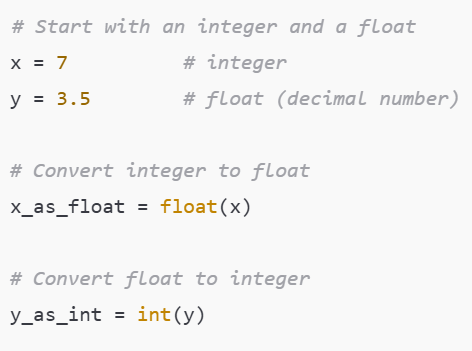 # Start with an integer and a float
x = 7          # integer
y = 3.5        # float (decimal number)
# Convert integer to float
x_as_float = float(x)
# Convert float to integer
y_as_int = int(y)